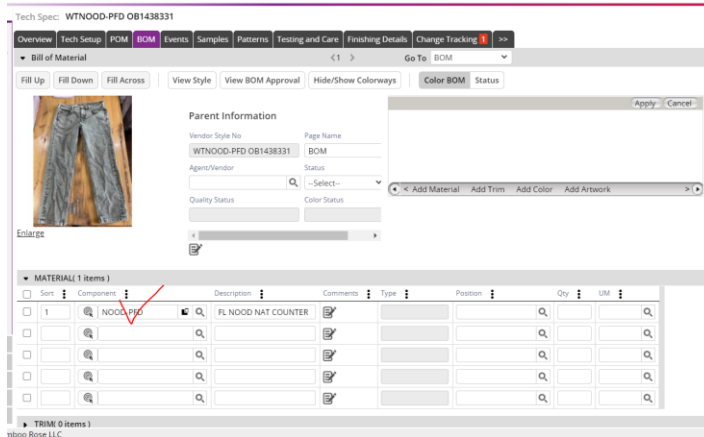 Tech Spec: WTNOOD-PFD OB1438331
Overview Tech Setup POM BOM Events Samples Patterns Testing and Care Finishing Details Change Tracking 1 >>
Bill of Material < 1 > Go To BOM
Fill Up Fill Down Fill Across View Style View BOM Approval Hide/Show Colorways Color BOM Status
Apply Cancel
Parent Information
Vendor Style No Page Name
WTNOOD-PFD OB1438331 BOM
Agent/Vendor Status
--Select--
< Add Material Add Trim Add Color Add Artwork >
Quality Status Color Status
Enlarge
MATERIAL( 1 items )
Sort Component Description Comments Type Position Qty UM
1 NOOD-PFD FL NOOD NAT COUNTER
TRIM( 0 items )
mboo Rose LLC